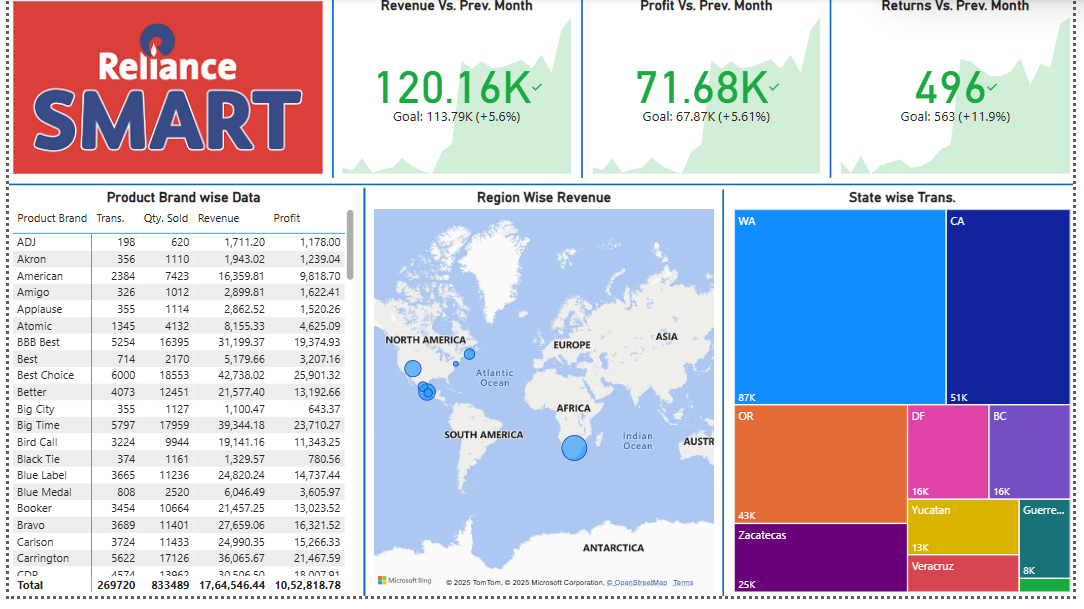 Revenue Vs. Prev. Month
Profit Vs. Prev. Month
Returns Vs. Prev. Month
Reliance
SMART
120.16K
Goal: 113.79K (+5.6%)
71.68K
Goal: 67.87K (+5.61%)
496
Goal: 563 (+11.9%)
Product Brand wise Data
Product Brand Trans. Qty. Sold Revenue Profit
ADJ 198 620 1,711.20 1,178.00
Akron 356 1110 1,943.02 1,239.04
American 2384 7423 16,359.81 9,818.70
Amigo 326 1012 2,899.81 1,622.41
Applause 355 1114 2,862.52 1,520.26
Atomic 1345 4132 8,155.33 4,625.09
BBB Best 5254 16395 31,199.37 19,374.93
Best 714 2170 5,179.66 3,207.16
Best Choice 6000 18553 42,738.02 25,901.32
Better 4073 12451 21,577.40 13,192.66
Big City 355 1127 1,100.47 643.37
Big Time 5797 17959 39,344.18 23,710.27
Bird Call 3224 9944 19,141.16 11,343.25
Black Tie 374 1161 1,329.57 780.56
Blue Label 3665 11236 24,820.24 14,737.44
Blue Medal 808 2520 6,046.49 3,605.97
Booker 3454 10664 21,457.25 13,023.52
Bravo 3689 11401 27,659.06 16,321.52
Carlson 3724 11433 24,990.35 15,266.33
Carrington 5622 17126 36,065.67 21,467.59
CDR 4574 13962 30,506.50 18,007.91
Total 269720 833489 17,64,546.44 10,52,818.78
Region Wise Revenue
NORTH AMERICA
EUROPE
ASIA
Atlantic
Ocean
AFRICA
SOUTH AMERICA
Indian
Ocean
AUSTR
ANTARCTICA
Microsoft Bing
© 2025 TomTom, © 2025 Microsoft Corporation, © OpenStreetMap Terms
State wise Trans.
WA
87K
CA
51K
OR
43K
DF
16K
BC
16K
Zacatecas
25K
Yucatan
13K
Guerre...
8K
Veracruz